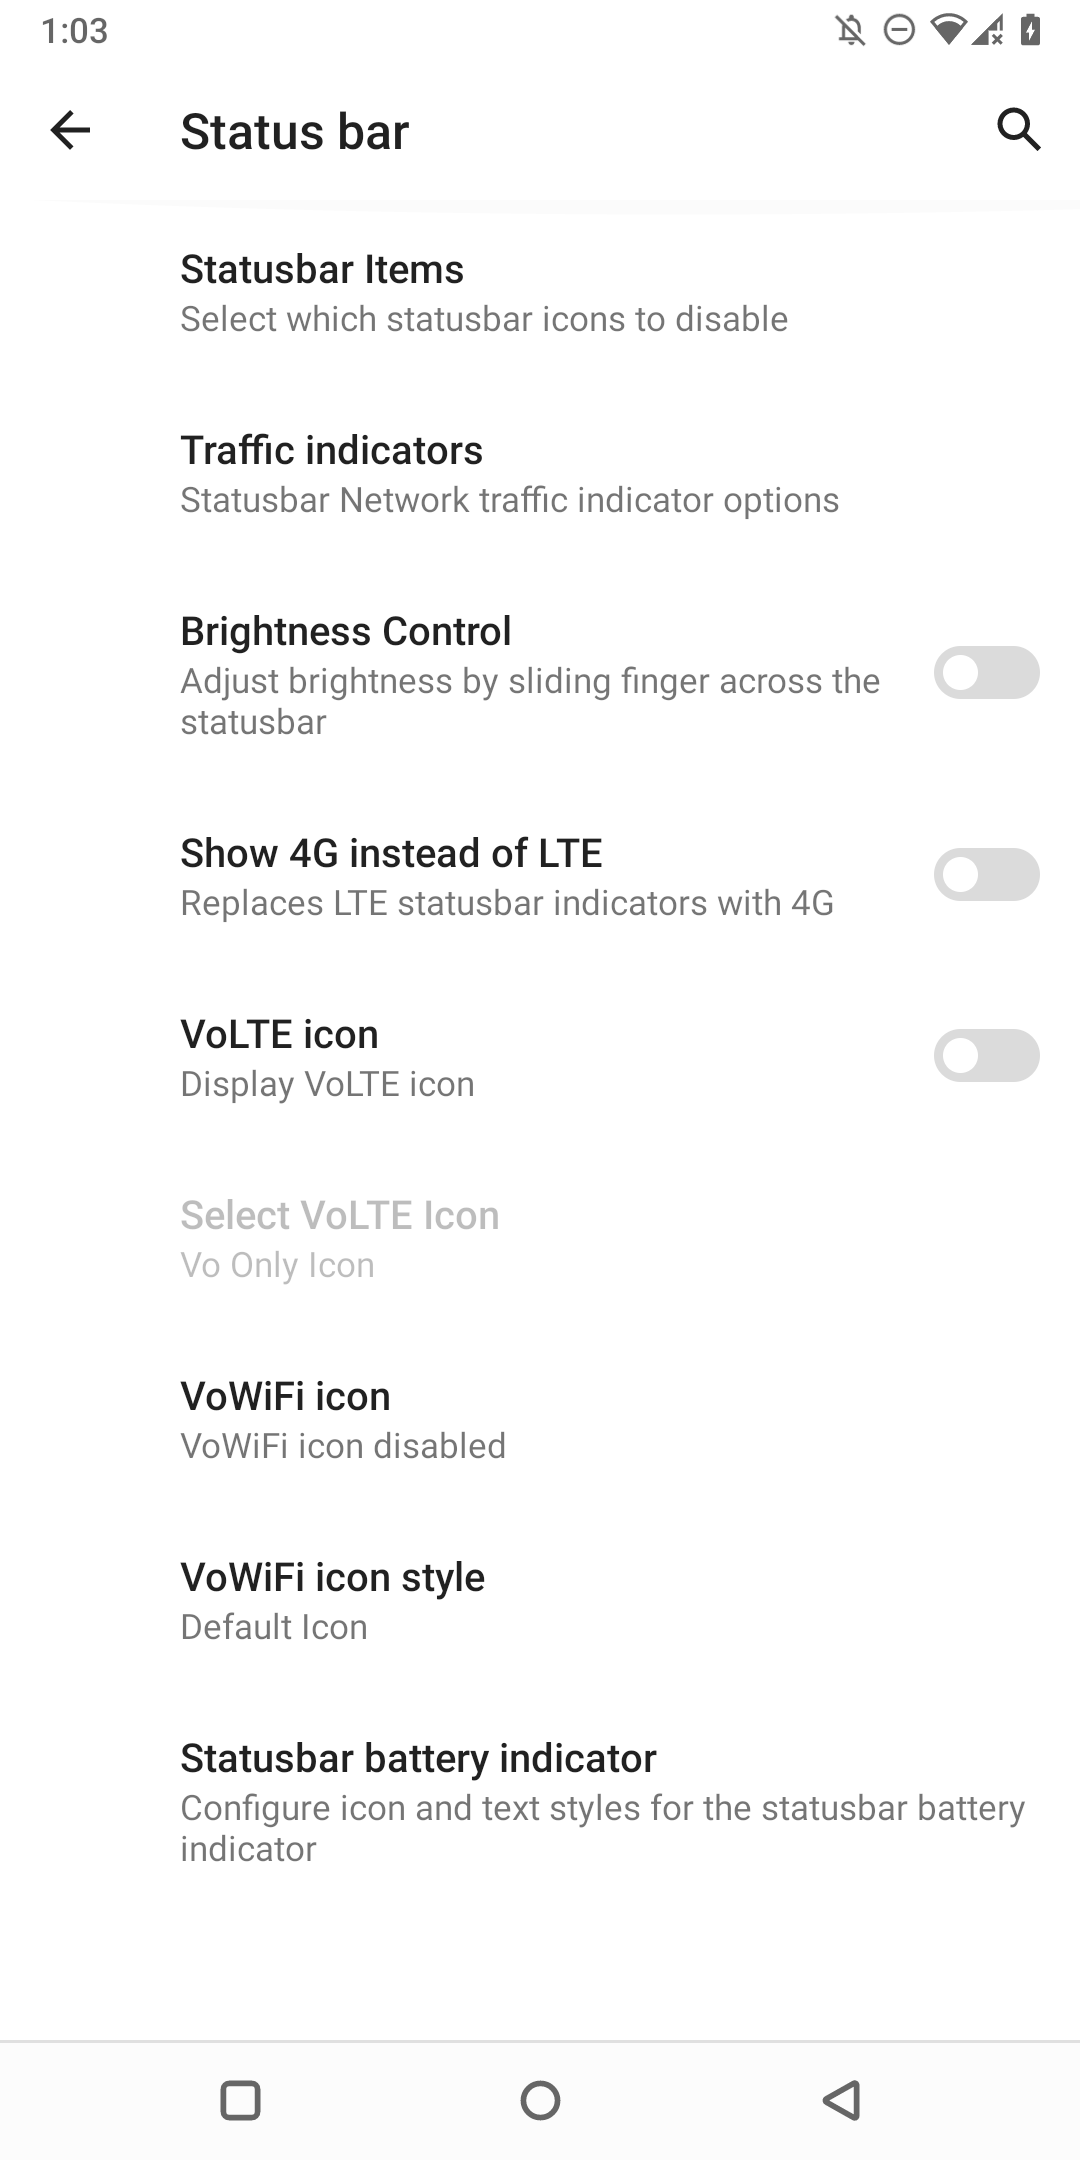 1:03
Status bar
Statusbar Items
Select which statusbar icons to disable
Traffic indicators
Statusbar Network traffic indicator options
Brightness Control
Adjust brightness by sliding finger across the
statusbar
Show 4G instead of LTE
Replaces LTE statusbar indicators with 4G
VoLTE icon
Display VoLTE icon
Select VoLTE Icon
Vo Only Icon
VoWiFi icon
VoWiFi icon disabled
VoWiFi icon style
Default Icon
Statusbar battery indicator
Configure icon and text styles for the statusbar battery
indicator